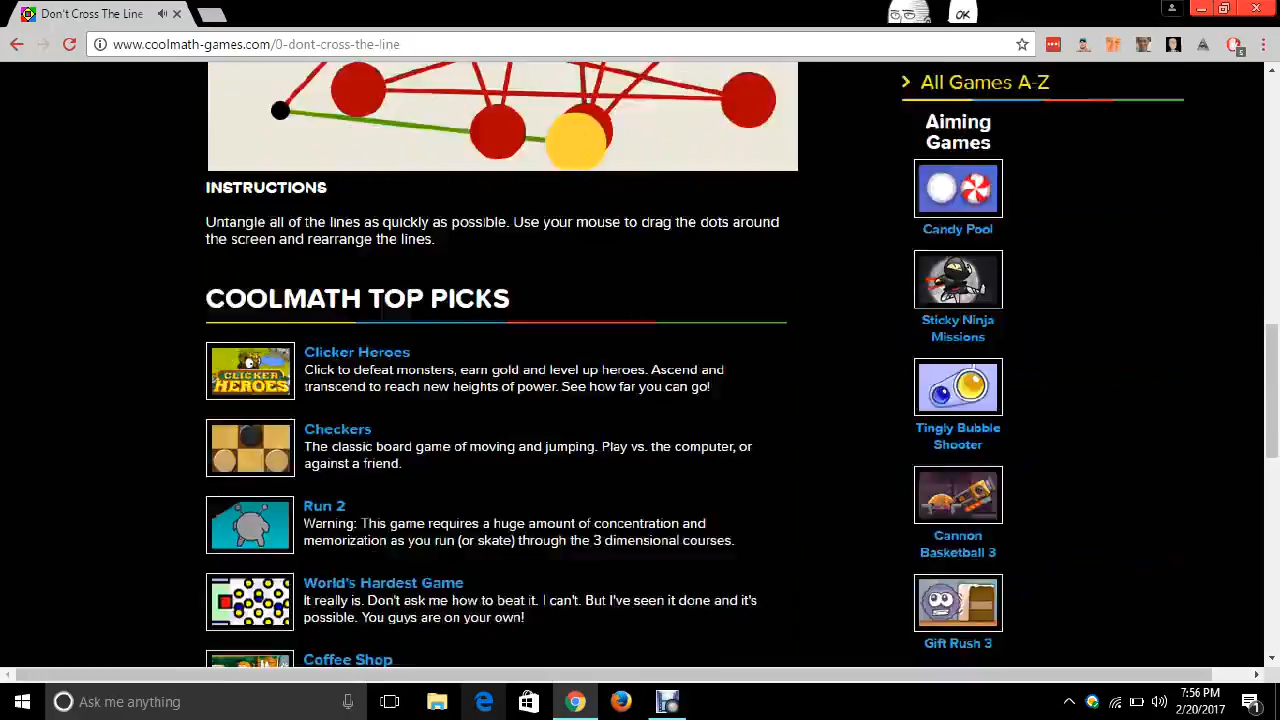 Don't Cross The Line
OK
www.coolmath-games.com/0-dont-cross-the-line
5
All Games A-Z
Aiming
Games
INSTRUCTIONS
Untangle all of the lines as quickly as possible. Use your mouse to drag the dots around
the screen and rearrange the lines.
COOLMATH TOP PICKS
Clicker Heroes
Click to defeat monsters, earn gold and level up heroes. Ascend and
transcend to reach new heights of power. See how far you can go!
CLICKER
HEROES
Checkers
The classic board game of moving and jumping. Play vs. the computer, or
against a friend.
Run 2
Warning: This game requires a huge amount of concentration and
memorization as you run (or skate) through the 3 dimensional courses.
World's Hardest Game
It really is. Don't ask me how to beat it. I can't. But I've seen it done and it's
possible. You guys are on your own!
Coffee Shop
Candy Pool
Sticky Ninja
Missions
Tingly Bubble
Shooter
Cannon
Basketball 3
Gift Rush 3
Ask me anything
7:56 PM
2/20/2017
1